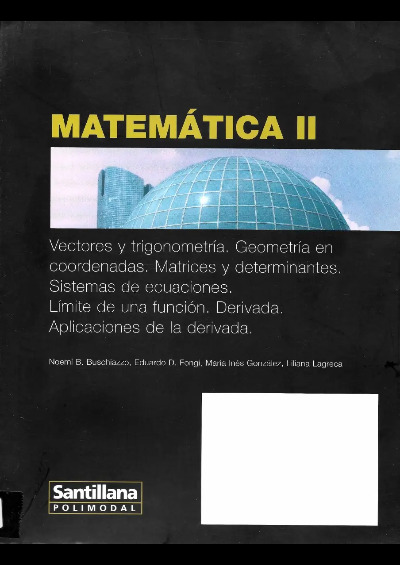 MATEMÁTICA II
Vectores y trigonometría. Geometría en
coordenadas. Matrices y determinantes.
Sistemas de ecuaciones.
Límite de una función. Derivada.
Aplicaciones de la derivada.
Noemí B. Buschiazzo, Eduardo D. Fongi, María Inés González, Liliana Lagreca
Santillana
POLIMODAL